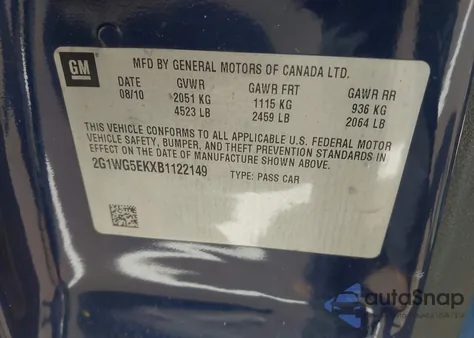 GM
MFD BY GENERAL MOTORS OF CANADA LTD.
DATE GVWR GAWR FRT GAWR RR
08/10 2051 KG 1115 KG 936 KG
4523 LB 2459 LB 2064 LB
THIS VEHICLE CONFORMS TO ALL APPLICABLE U.S. FEDERAL MOTOR
VEHICLE SAFETY, BUMPER, AND THEFT PREVENTION STANDARDS IN
EFFECT ON THE DATE OF MANUFACTURE SHOWN ABOVE.
2G1WG5EKXB1122149 TYPE: PASS CAR
autoSnap